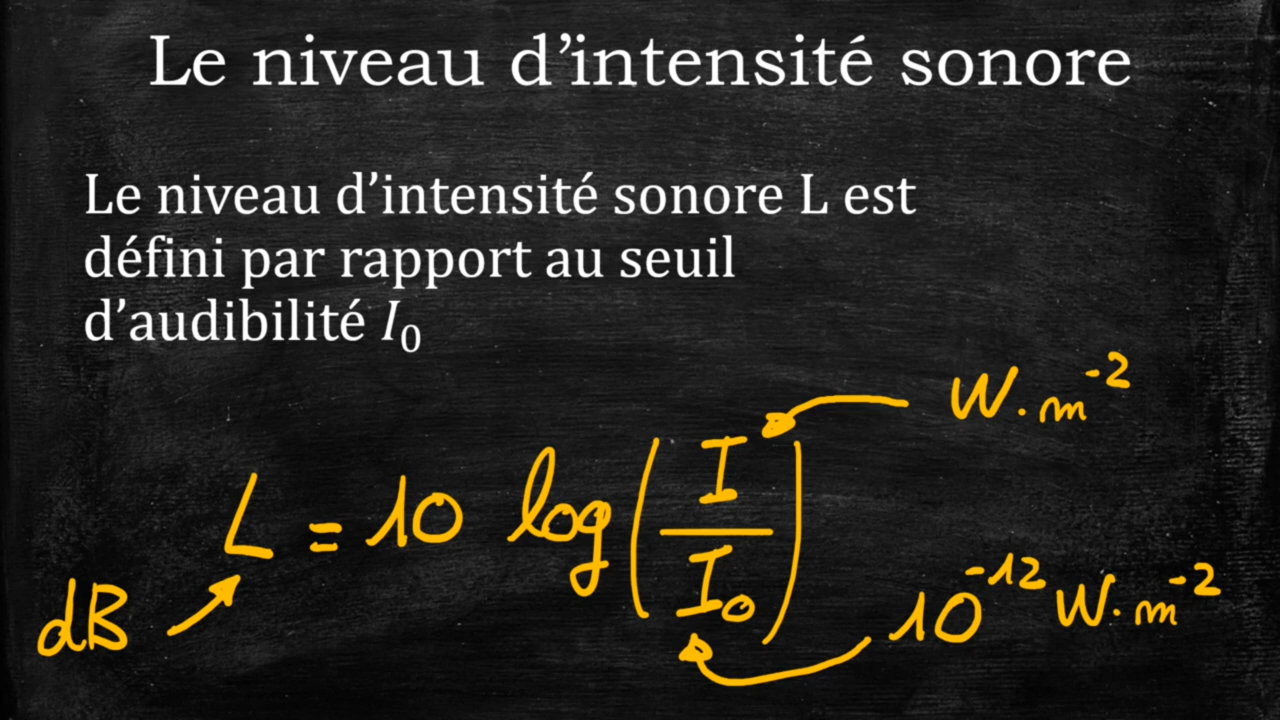 Le niveau d’intensité sonore
Le niveau d’intensité sonore L est
défini par rapport au seuil
d’audibilité I₀
W·m⁻²
L = 10 log(I/I₀)
dB
10⁻¹² W·m⁻²